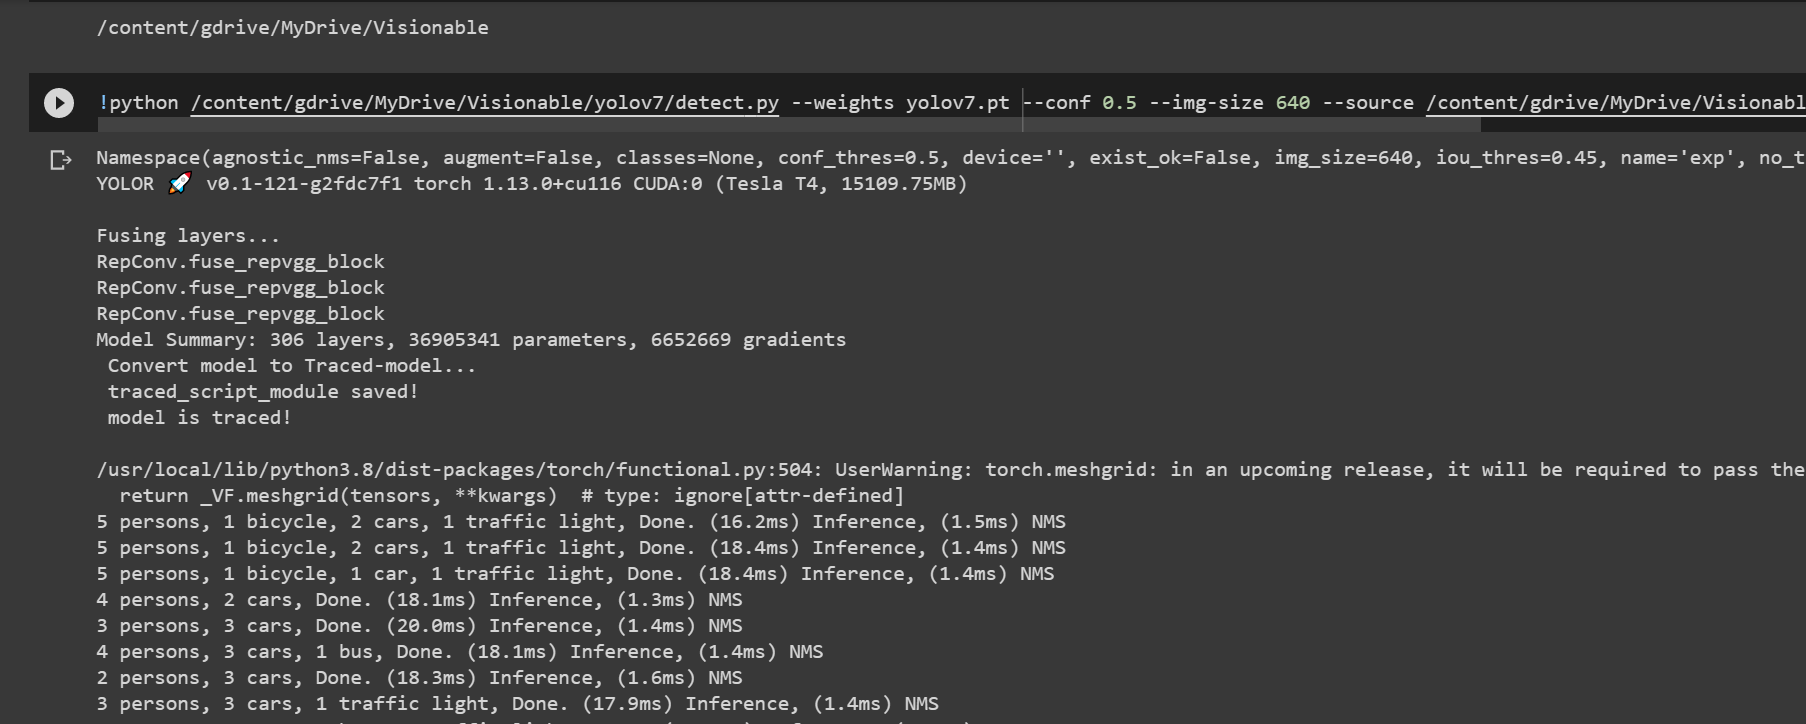 /content/gdrive/MyDrive/Visionable
!python /content/gdrive/MyDrive/Visionable/yolov7/detect.py --weights yolov7.pt --conf 0.5 --img-size 640 --source /content/gdrive/MyDrive/Visionabl
Namespace(agnostic_nms=False, augment=False, classes=None, conf_thres=0.5, device='', exist_ok=False, img_size=640, iou_thres=0.45, name='exp', no_t
YOLOR 🚀 v0.1-121-g2fdc7f1 torch 1.13.0+cu116 CUDA:0 (Tesla T4, 15109.75MB)
Fusing layers...
RepConv.fuse_repvgg_block
RepConv.fuse_repvgg_block
RepConv.fuse_repvgg_block
Model Summary: 306 layers, 36905341 parameters, 6652669 gradients
Convert model to Traced-model...
traced_script_module saved!
model is traced!
/usr/local/lib/python3.8/dist-packages/torch/functional.py:504: UserWarning: torch.meshgrid: in an upcoming release, it will be required to pass the
return _VF.meshgrid(tensors, **kwargs)  # type: ignore[attr-defined]
5 persons, 1 bicycle, 2 cars, 1 traffic light, Done. (16.2ms) Inference, (1.5ms) NMS
5 persons, 1 bicycle, 2 cars, 1 traffic light, Done. (18.4ms) Inference, (1.4ms) NMS
5 persons, 1 bicycle, 1 car, 1 traffic light, Done. (18.4ms) Inference, (1.4ms) NMS
4 persons, 2 cars, Done. (18.1ms) Inference, (1.3ms) NMS
3 persons, 3 cars, Done. (20.0ms) Inference, (1.4ms) NMS
4 persons, 3 cars, 1 bus, Done. (18.1ms) Inference, (1.4ms) NMS
2 persons, 3 cars, Done. (18.3ms) Inference, (1.6ms) NMS
3 persons, 3 cars, 1 traffic light, Done. (17.9ms) Inference, (1.4ms) NMS